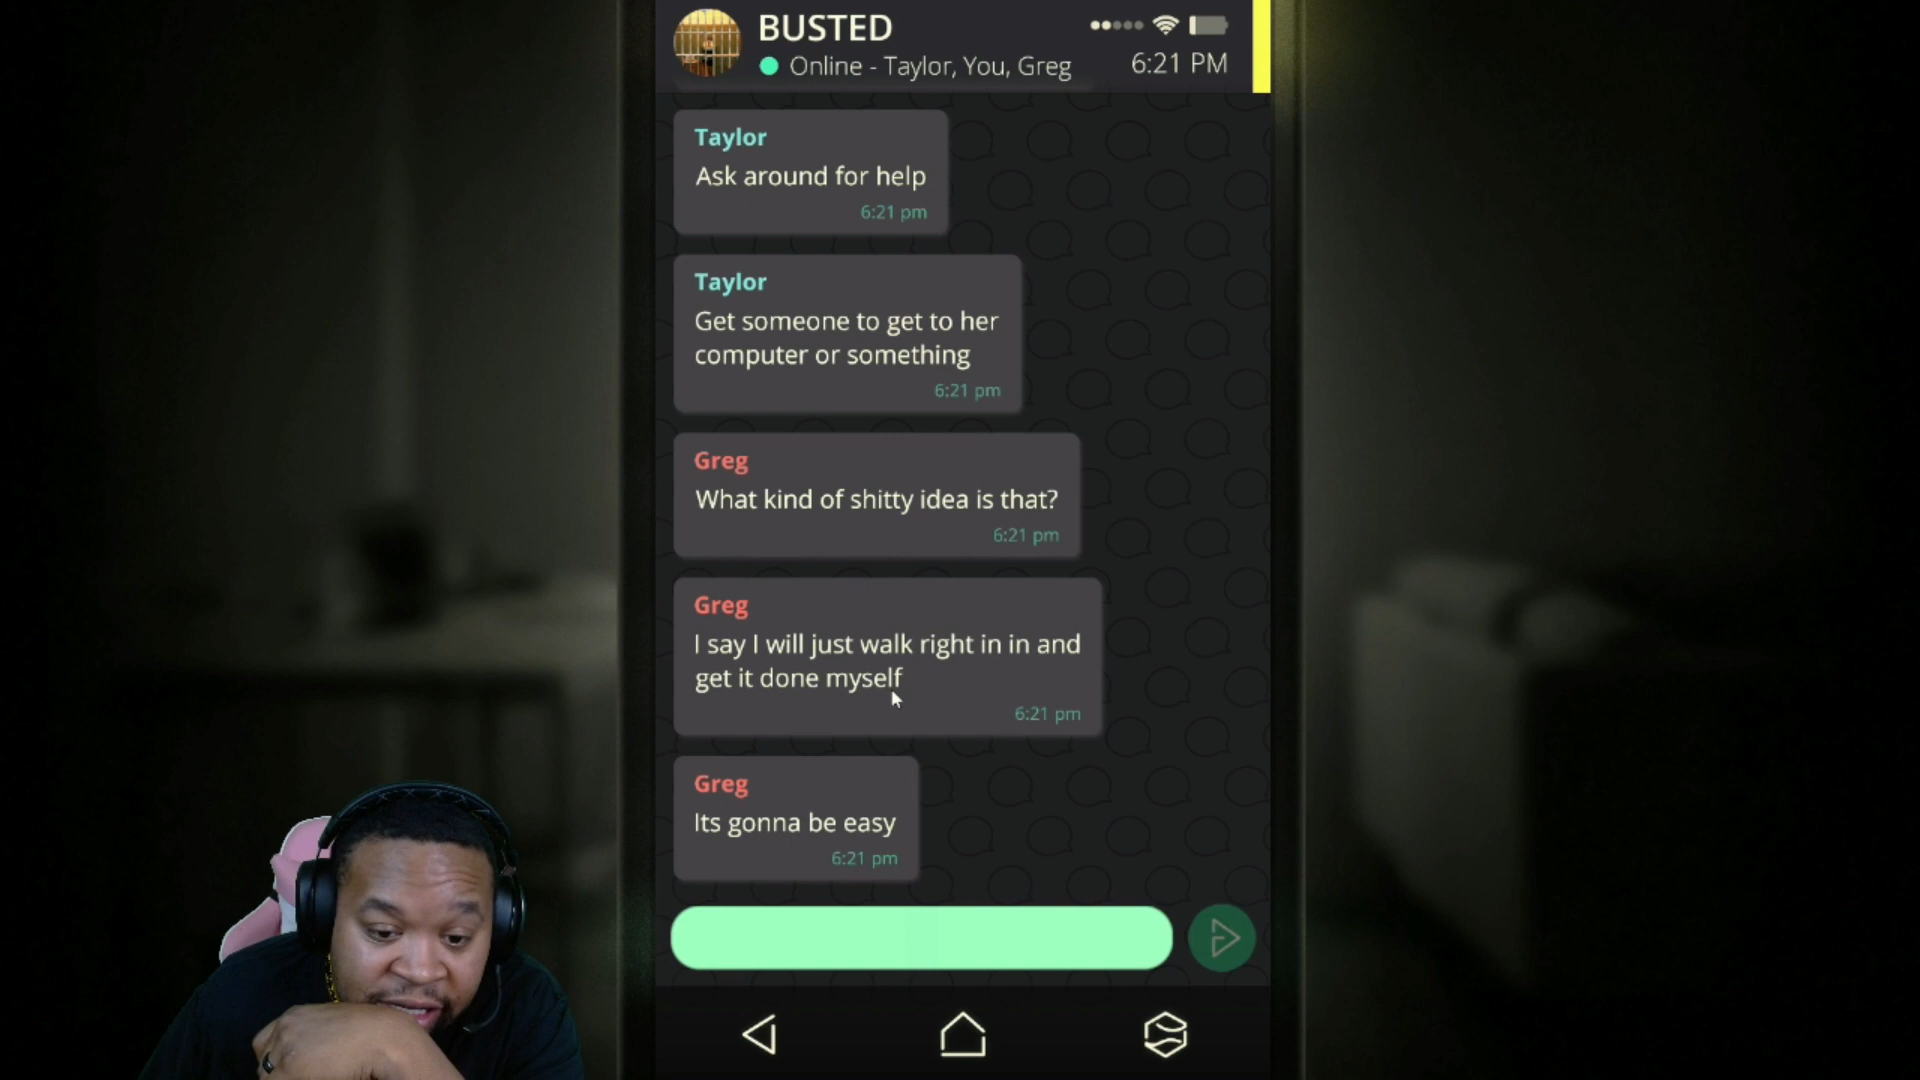 BUSTED
Online - Taylor, You, Greg
6:21 PM
Taylor
Ask around for help
6:21 pm
Taylor
Get someone to get to her
computer or something
6:21 pm
Greg
What kind of shitty idea is that?
6:21 pm
Greg
I say I will just walk right in in and
get it done myself
6:21 pm
Greg
Its gonna be easy
6:21 pm